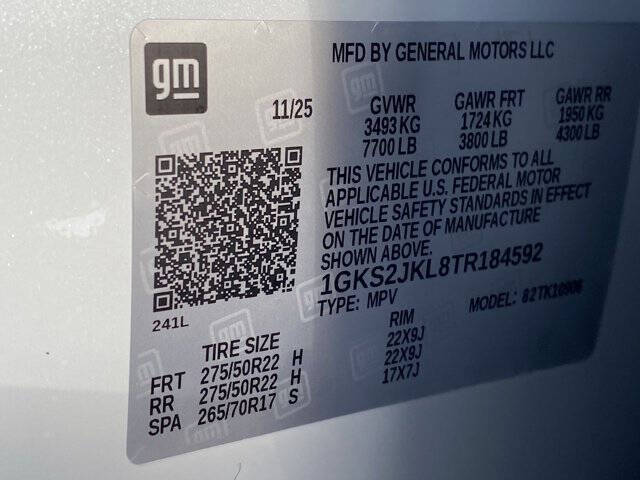 gm
MFD BY GENERAL MOTORS LLC
11/25
GVWR GAWR FRT GAWR RR
3493 KG 1724 KG 1950 KG
7700 LB 3800 LB 4300 LB
THIS VEHICLE CONFORMS TO ALL
APPLICABLE U.S. FEDERAL MOTOR
VEHICLE SAFETY STANDARDS IN EFFECT
ON THE DATE OF MANUFACTURE
SHOWN ABOVE.
1GKS2JKL8TR184592
TYPE: MPV MODEL:
241L
TIRE SIZE RIM
FRT 275/50R22 H 22X9J
RR 275/50R22 H 22X9J
SPA 265/70R17 S 17X7J